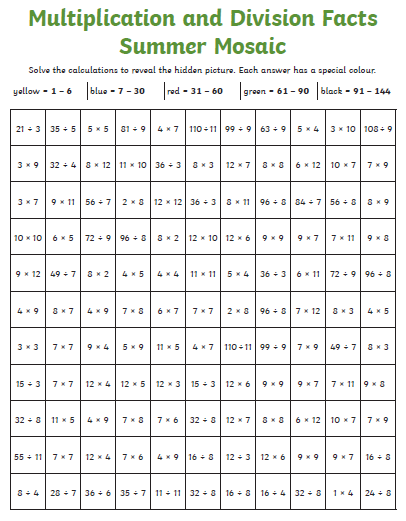 Multiplication and Division Facts
Summer Mosaic
Solve the calculations to reveal the hidden picture. Each answer has a special colour.
yellow = 1 – 6 blue = 7 – 30 red = 31 – 60 green = 61 – 90 black = 91 – 144
21 ÷ 3 35 ÷ 5 5 × 5 81 ÷ 9 4 × 7 110÷11 99 ÷ 9 63 ÷ 9 5 × 4 3 × 10 108÷9
3 × 9 32 ÷ 4 8 × 12 11 × 10 36 ÷ 3 8 × 3 12 × 7 8 × 8 6 × 12 10 × 7 7 × 9
3 × 7 9 × 11 56 ÷ 7 2 × 8 12 × 12 36 ÷ 3 8 × 11 96 ÷ 8 84 ÷ 7 56 ÷ 8 8 × 9
10 × 10 6 × 5 72 ÷ 9 96 ÷ 8 8 × 2 12 × 10 12 × 6 9 × 9 9 × 7 7 × 11 9 × 8
9 × 12 49 ÷ 7 8 × 2 4 × 5 4 × 4 11 × 11 5 × 4 36 ÷ 3 6 × 11 72 ÷ 9 96 ÷ 8
4 × 9 8 × 7 4 × 9 7 × 8 6 × 7 7 × 7 2 × 8 96 ÷ 8 7 × 12 8 × 3 4 × 5
3 × 3 7 × 7 9 × 4 5 × 9 11 × 5 4 × 7 110÷11 99 ÷ 9 7 × 9 49 ÷ 7 8 × 3
15 ÷ 3 7 × 7 12 × 4 12 × 5 12 × 3 15 ÷ 3 12 × 6 9 × 9 9 × 7 7 × 11 9 × 8
32 ÷ 8 11 × 5 4 × 9 7 × 8 7 × 6 32 ÷ 8 12 × 7 8 × 8 6 × 12 10 × 7 7 × 9
55 ÷ 11 7 × 7 12 × 4 7 × 6 4 × 9 16 ÷ 8 12 ÷ 3 12 × 6 9 × 9 9 × 7 16 ÷ 8
8 ÷ 4 28 ÷ 7 36 ÷ 6 35 ÷ 7 11 ÷ 11 32 ÷ 8 16 ÷ 8 16 ÷ 4 32 ÷ 8 1 × 4 24 ÷ 8